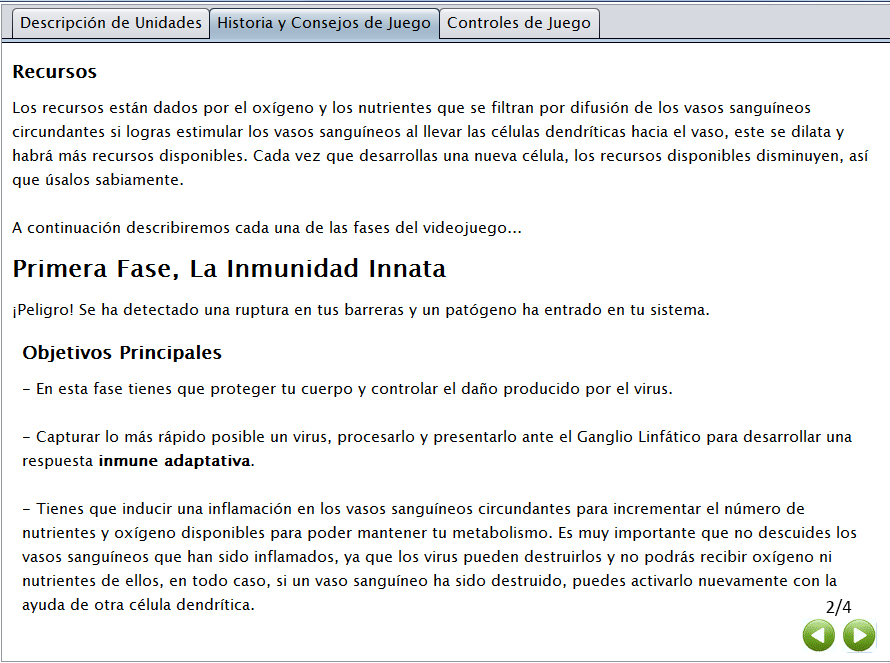 Descripción de Unidades Historia y Consejos de Juego Controles de Juego
Recursos
Los recursos están dados por el oxígeno y los nutrientes que se filtran por difusión de los vasos sanguíneos
circundantes si logras estimular los vasos sanguíneos al llevar las células dendríticas hacia el vaso, este se dilata y
habrá más recursos disponibles. Cada vez que desarrollas una nueva célula, los recursos disponibles disminuyen, así
que úsalos sabiamente.
A continuación describiremos cada una de las fases del videojuego...
Primera Fase, La Inmunidad Innata
¡Peligro! Se ha detectado una ruptura en tus barreras y un patógeno ha entrado en tu sistema.
Objetivos Principales
- En esta fase tienes que proteger tu cuerpo y controlar el daño producido por el virus.
- Capturar lo más rápido posible un virus, procesarlo y presentarlo ante el Ganglio Linfático para desarrollar una
respuesta inmune adaptativa.
- Tienes que inducir una inflamación en los vasos sanguíneos circundantes para incrementar el número de
nutrientes y oxígeno disponibles para poder mantener tu metabolismo. Es muy importante que no descuides los
vasos sanguíneos que han sido inflamados, ya que los virus pueden destruirlos y no podrás recibir oxígeno ni
nutrientes de ellos, en todo caso, si un vaso sanguíneo ha sido destruido, puedes activarlo nuevamente con la
ayuda de otra célula dendrítica.
2/4